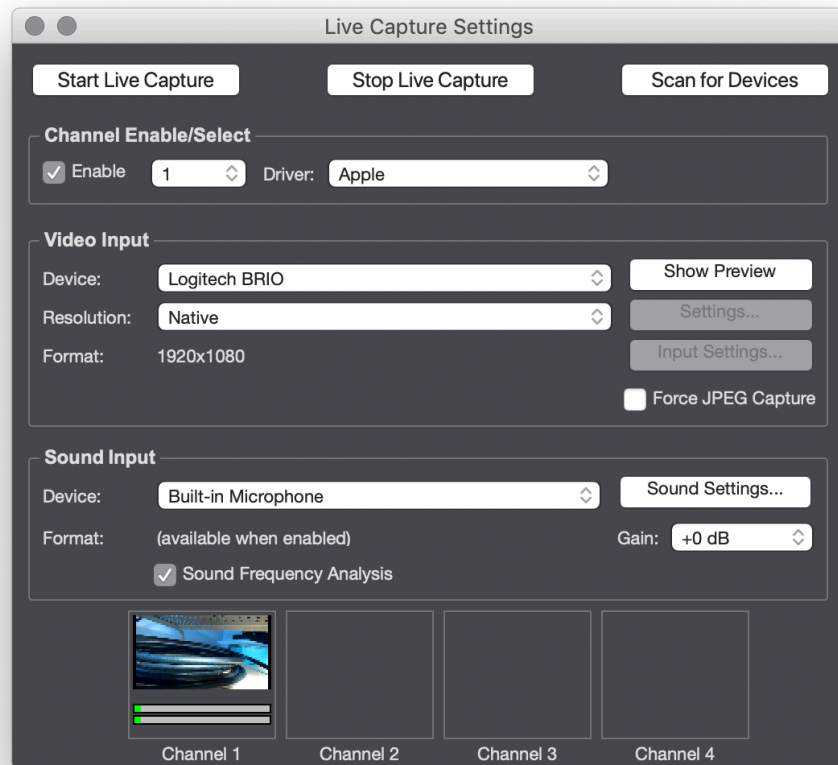 Live Capture Settings
Start Live Capture Stop Live Capture Scan for Devices
Channel Enable/Select
Enable 1 Driver: Apple
Video Input
Device: Logitech BRIO Show Preview
Resolution: Native Settings...
Format: 1920x1080 Input Settings...
Force JPEG Capture
Sound Input
Device: Built-in Microphone Sound Settings...
Format: (available when enabled) Gain: +0 dB
Sound Frequency Analysis
Channel 1 Channel 2 Channel 3 Channel 4